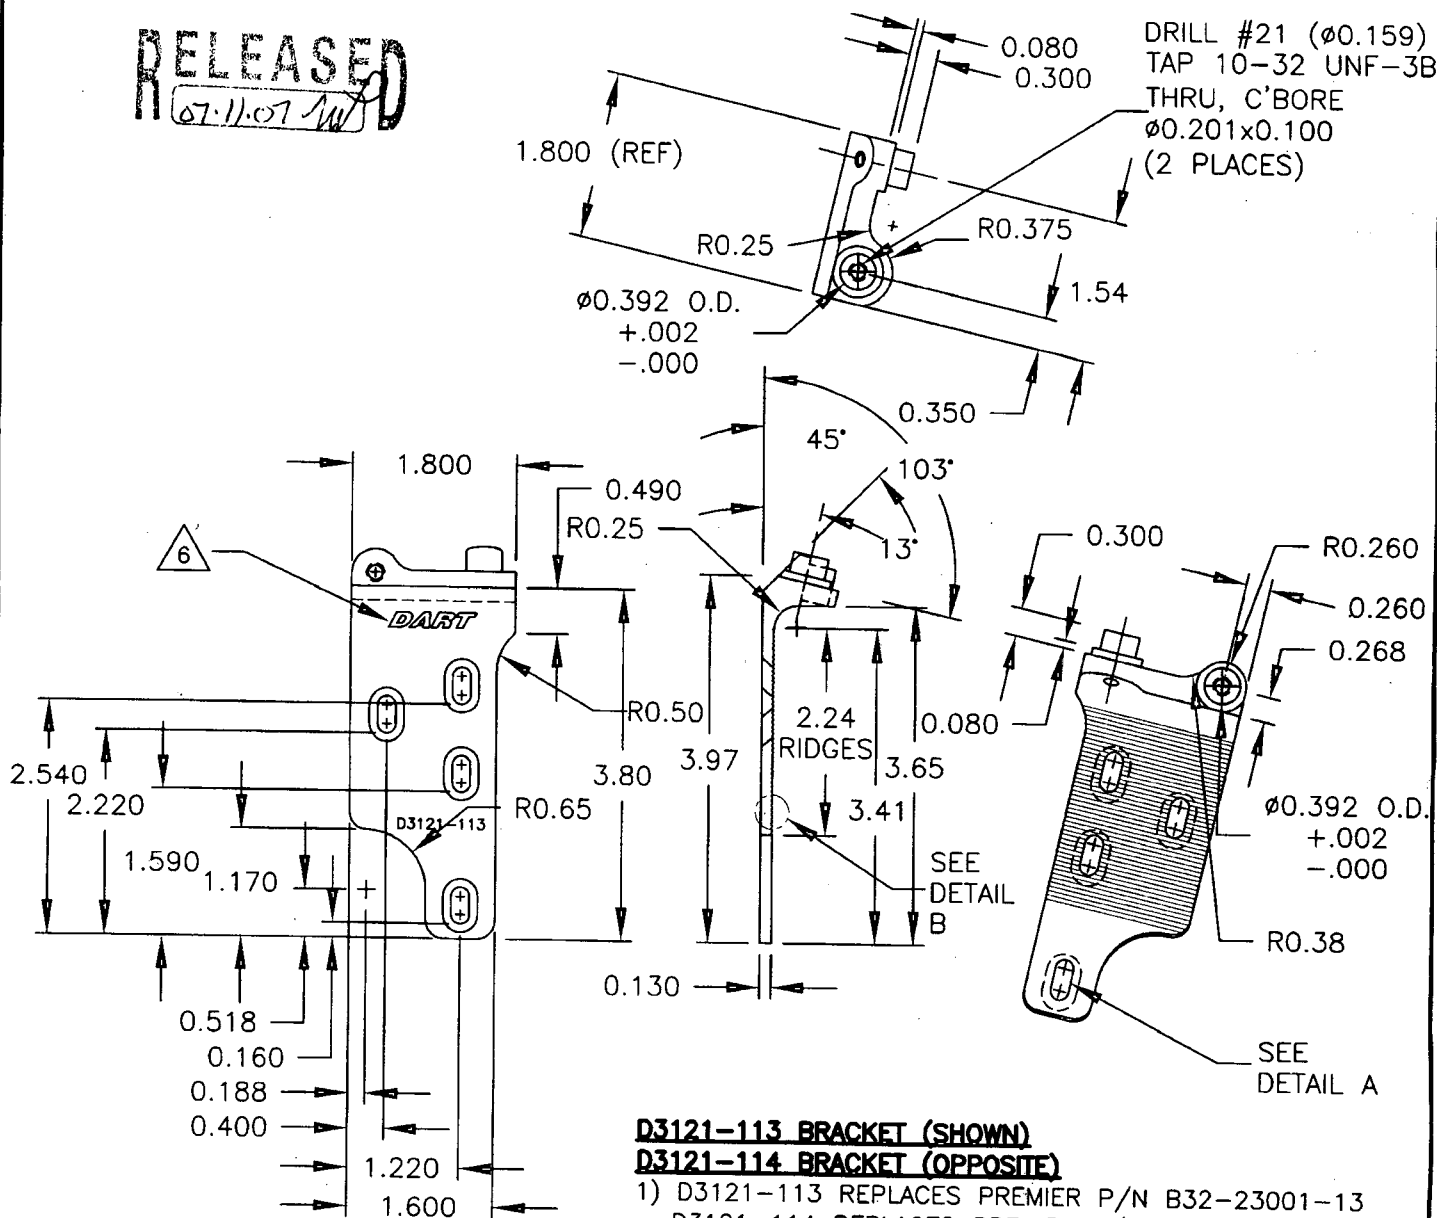 RELEASED
07.11.07
0.080
0.300
DRILL #21 (ø0.159)
TAP 10-32 UNF-3B
THRU, C'BORE
ø0.201x0.100
(2 PLACES)
1.800 (REF)
R0.25
R0.375
1.54
ø0.392 O.D.
+.002
-.000
0.350
45°
103°
13°
1.800
0.490
R0.25
6
DART
0.300
R0.260
0.260
0.268
0.080
R0.50
2.24
RIDGES
3.97
3.65
3.41
3.80
2.540
2.220
1.590
1.170
R0.65
D3121-113
SEE
DETAIL
B
ø0.392 O.D.
+.002
-.000
R0.38
0.130
0.518
0.160
0.188
0.400
1.220
1.600
SEE
DETAIL A
D3121-113 BRACKET (SHOWN)
D3121-114 BRACKET (OPPOSITE)
1) D3121-113 REPLACES PREMIER P/N B32-23001-13